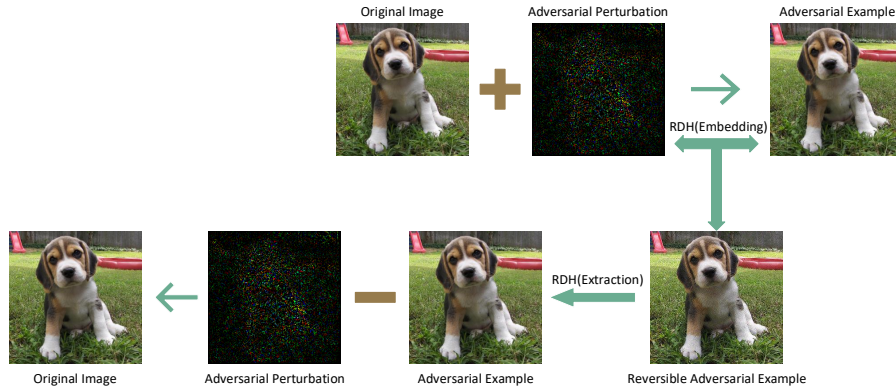 Original Image
Adversarial Perturbation
Adversarial Example
RDH(Embedding)
RDH(Extraction)
Original Image
Adversarial Perturbation
Adversarial Example
Reversible Adversarial Example